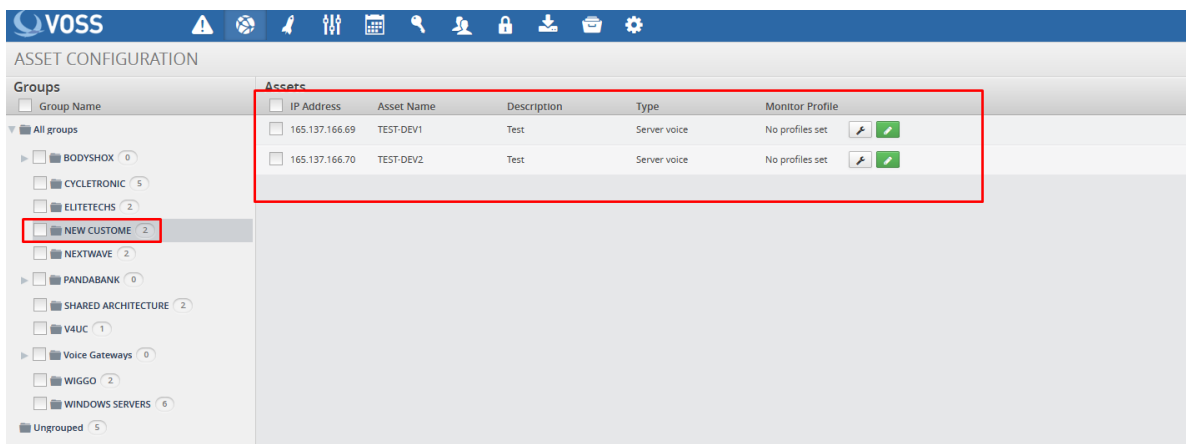 VOSS
ASSET CONFIGURATION
Groups
Group Name
All groups
BODYSHOX 0
CYCLETRONIC 5
ELITETECHS 2
NEW CUSTOME 2
NEXTWAVE 2
PANDABANK 0
SHARED ARCHITECTURE 2
V4UC 1
Voice Gateways 0
WIGGO 2
WINDOWS SERVERS 6
Ungrouped 5
Assets
IP Address Asset Name Description Type Monitor Profile
165.137.166.69 TEST-DEV1 Test Server voice No profiles set
165.137.166.70 TEST-DEV2 Test Server voice No profiles set